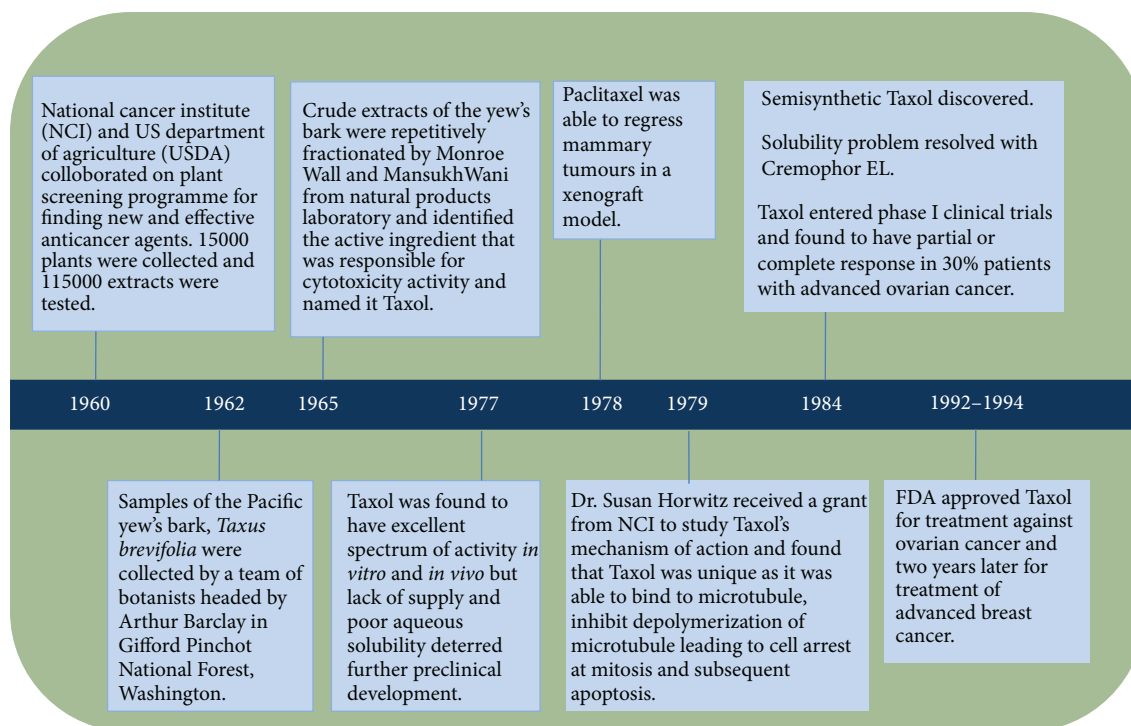 National cancer institute
(NCI) and US department
of agriculture (USDA)
colloborated on plant
screening programme for
finding new and effective
anticancer agents. 15000
plants were collected and
115000 extracts were
tested.
Crude extracts of the yew's
bark were repetitively
fractionated by Monroe
Wall and MansukhWani
from natural products
laboratory and identified
the active ingredient that
was responsible for
cytotoxicity activity and
named it Taxol.
Paclitaxel was
able to regress
mammary
tumours in a
xenograft
model.
Semisynthetic Taxol discovered.
Solubility problem resolved with
Cremophor EL.
Taxol entered phase I clinical trials
and found to have partial or
complete response in 30% patients
with advanced ovarian cancer.
1960 1962 1965 1977 1978 1979 1984 1992–1994
Samples of the Pacific
yew's bark, Taxus
brevifolia were
collected by a team of
botanists headed by
Arthur Barclay in
Gifford Pinchot
National Forest,
Washington.
Taxol was found to
have excellent
spectrum of activity in
vitro and in vivo but
lack of supply and
poor aqueous
solubility deterred
further preclinical
development.
Dr. Susan Horwitz received a grant
from NCI to study Taxol's
mechanism of action and found
that Taxol was unique as it was
able to bind to microtubule,
inhibit depolymerization of
microtubule leading to cell arrest
at mitosis and subsequent
apoptosis.
FDA approved Taxol
for treatment against
ovarian cancer and
two years later for
treatment of
advanced breast
cancer.